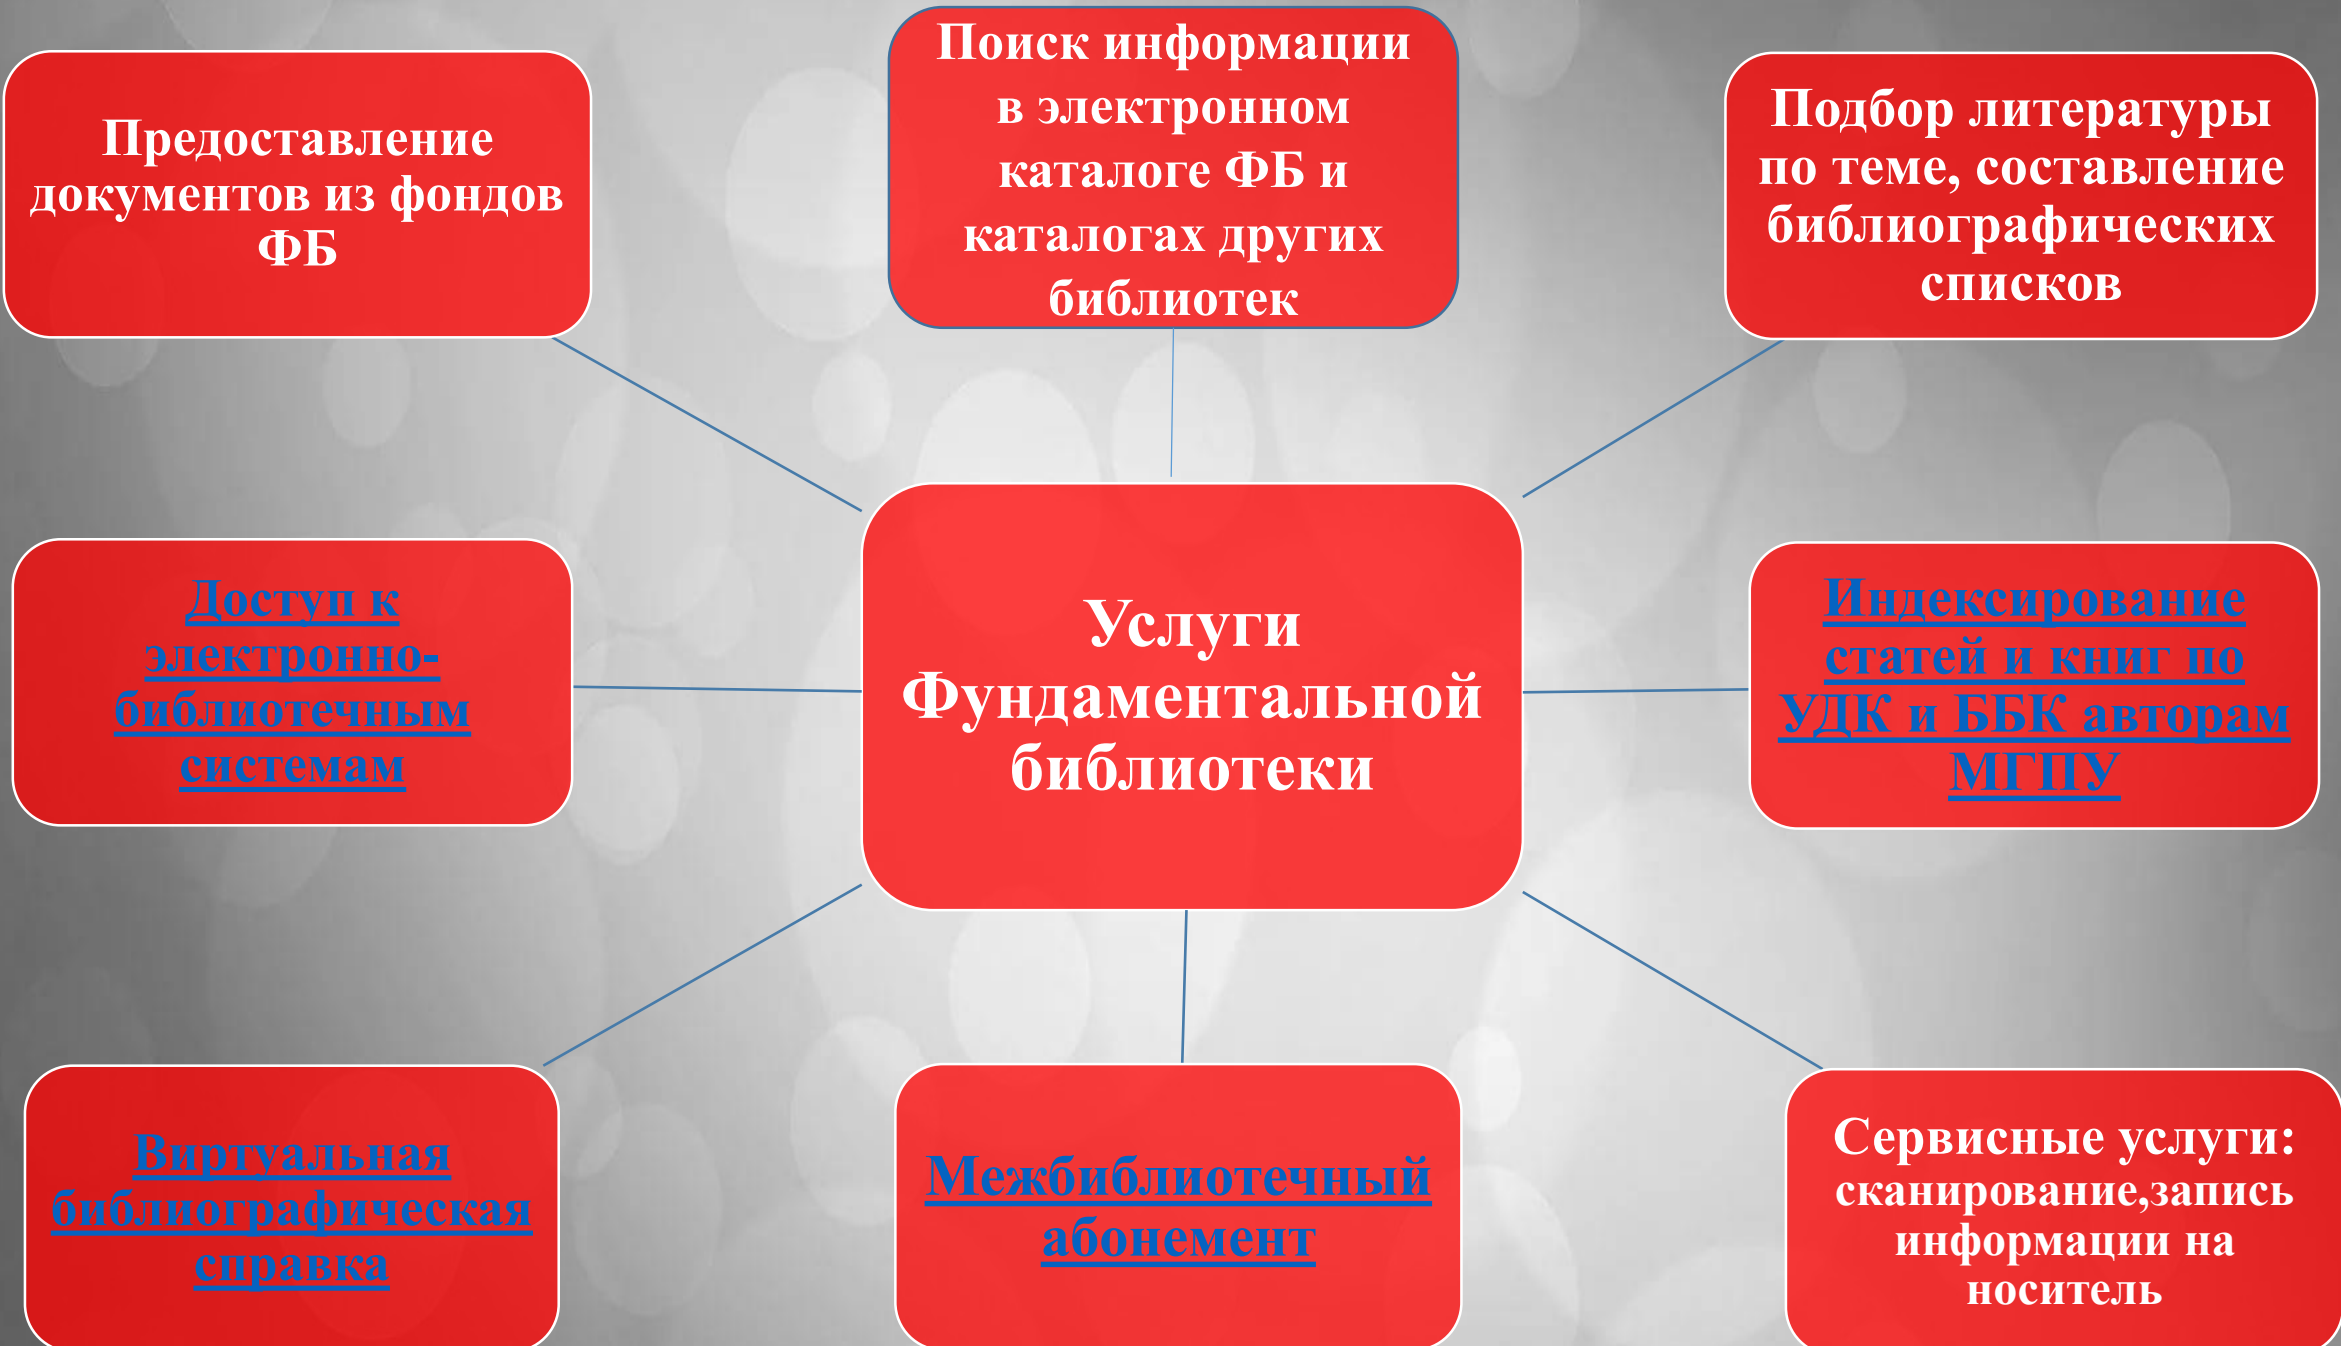 Предоставление
документов из фондов
ФБ
Поиск информации
в электронном
каталоге ФБ и
каталогах других
библиотек
Подбор литературы
по теме, составление
библиографических
списков
Доступ к
электронно-
библиотечным
системам
Услуги
Фундаментальной
библиотеки
Индексирование
статей и книг по
УДК и ББК авторам
МГПУ
Виртуальная
библиографическая
справка
Межбиблиотечный
абонемент
Сервисные услуги:
сканирование,запись
информации на
носитель